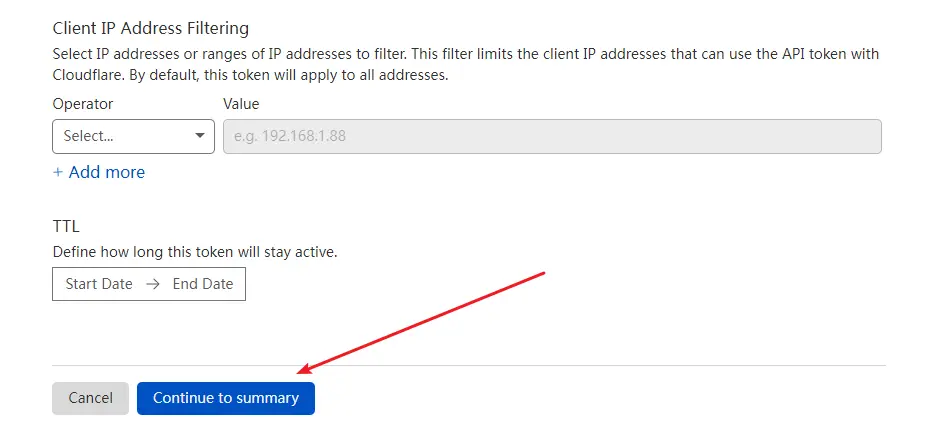 Client IP Address Filtering
Select IP addresses or ranges of IP addresses to filter. This filter limits the client IP addresses that can use the API token with
Cloudflare. By default, this token will apply to all addresses.
Operator Value
Select... e.g. 192.168.1.88
+ Add more
TTL
Define how long this token will stay active.
Start Date → End Date
Cancel Continue to summary